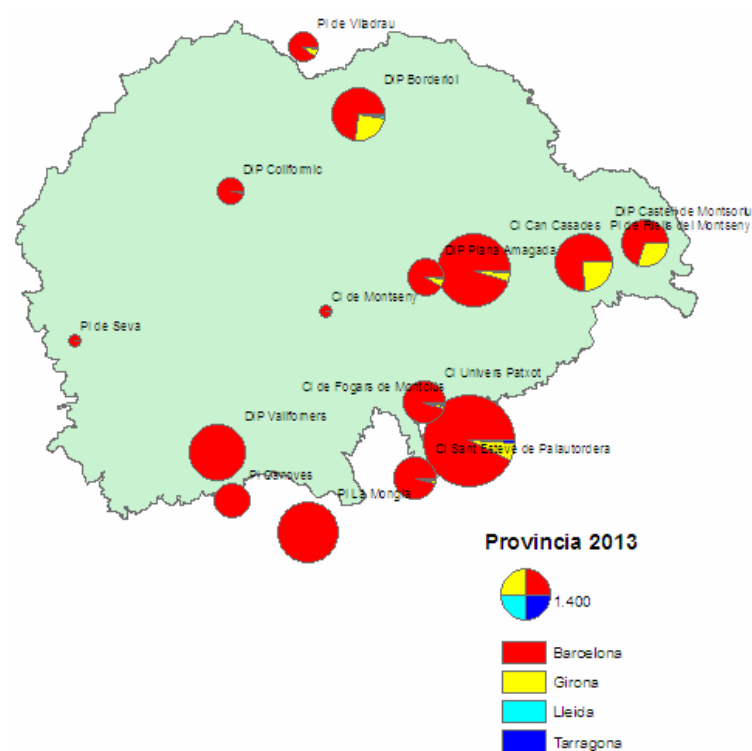 PI de Viladrau
DIP Borderiol
DIP Coliformic
DIP Castell de Montsoriu
CI Can Casades
PI de Riells del Montseny
DIP Plana Amagada
CI de Montseny
PI de Seva
CI Univers Patxot
CI de Fogars de Montclús
DIP Vallforners
CI Sant Esteve de Palautordera
PI Cànoves
PI La Mongia
Provincia 2013
1.400
Barcelona
Girona
Lleida
Tarragona